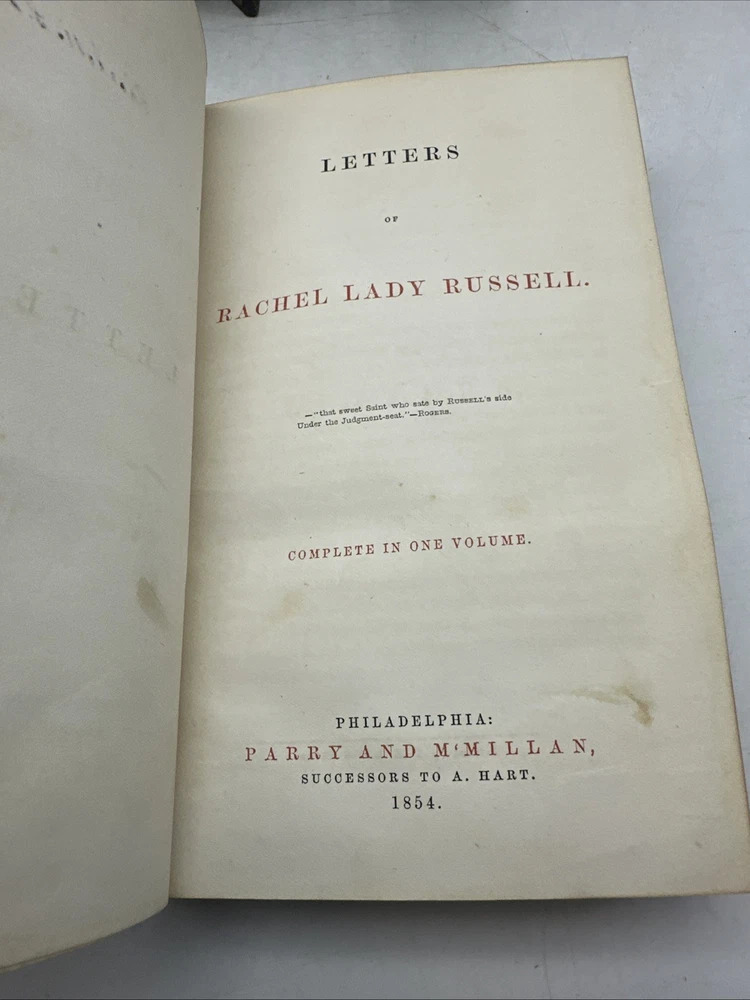 LETTERS
OF
RACHEL LADY RUSSELL.
—"that sweet Saint who sate by RUSSELL's side
Under the Judgment-seat."—ROGERS.
COMPLETE IN ONE VOLUME.
PHILADELPHIA:
PARRY AND M‘MILLAN,
SUCCESSORS TO A. HART.
1854.